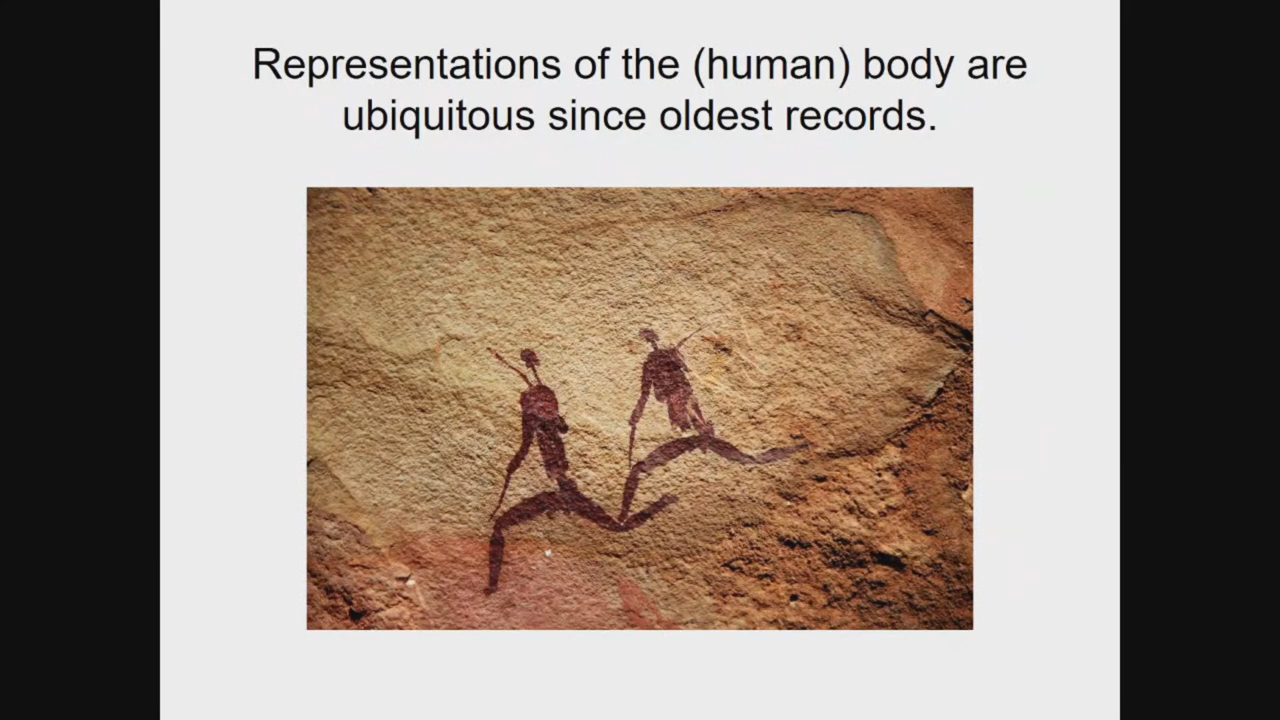 Representations of the (human) body are
ubiquitous since oldest records.